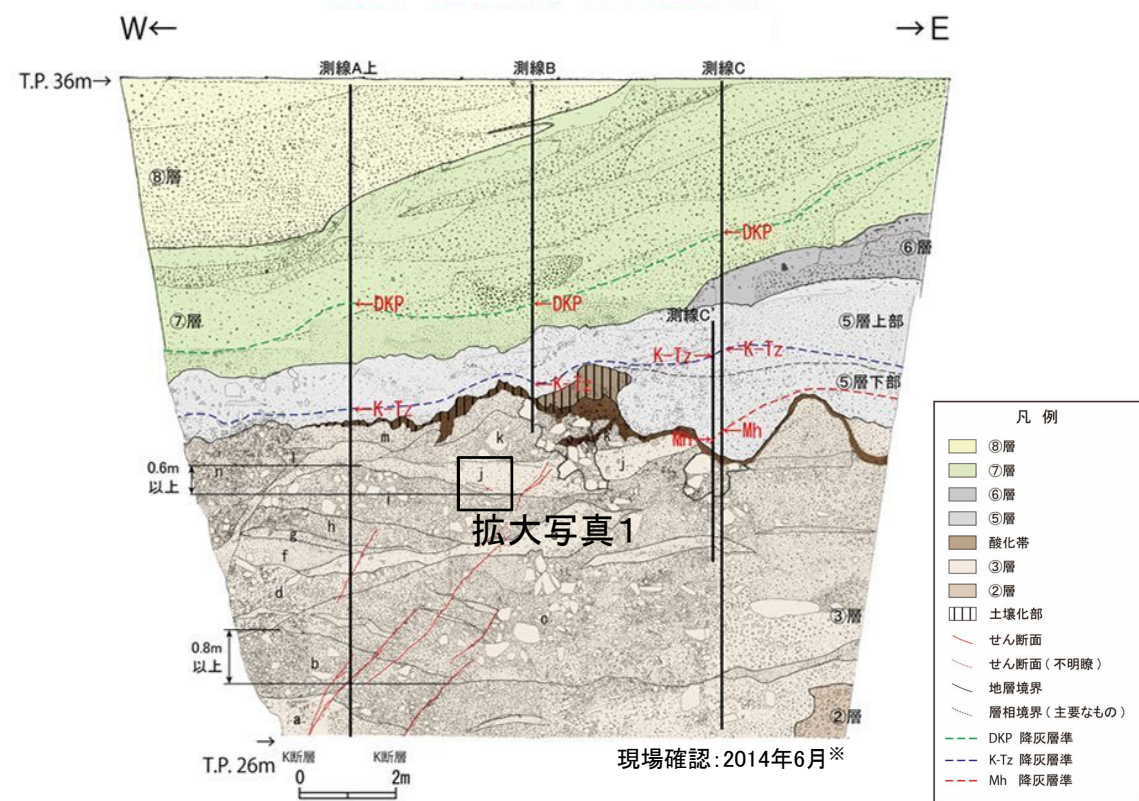 W← →E
測線A上 測線B 測線C
T.P. 36m→
⑧層
←DKP
⑥層
←DKP ←DKP
⑦層
測線C'
⑤層上部
K-Tz→ ←K-Tz
←K-Tz
⑤層下部
←K-Tz
←Mh
Mh→
m k k
l j j
n
0.6m
以上
i
拡大写真1
h
g
f
d
o
③層
0.8m
以上
b
a
②層
→
T.P. 26m
K断層 K断層
0 2m
現場確認:2014年6月※
凡 例
⑧層
⑦層
⑥層
⑤層
酸化帯
③層
②層
土壌化部
せん断面
せん断面(不明瞭)
地層境界
層相境界(主要なもの)
DKP 降灰層準
K-Tz 降灰層準
Mh 降灰層準